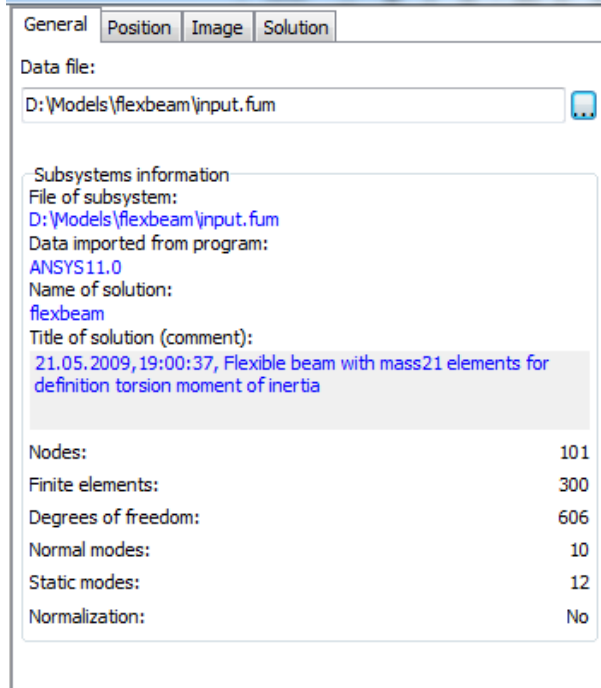 General Position Image Solution
Data file:
D:\Models\flexbeam\input.fum ...
Subsystems information
File of subsystem:
D:\Models\flexbeam\input.fum
Data imported from program:
ANSYS11.0
Name of solution:
flexbeam
Title of solution (comment):
21.05.2009,19:00:37, Flexible beam with mass21 elements for
definition torsion moment of inertia
Nodes: 101
Finite elements: 300
Degrees of freedom: 606
Normal modes: 10
Static modes: 12
Normalization: No